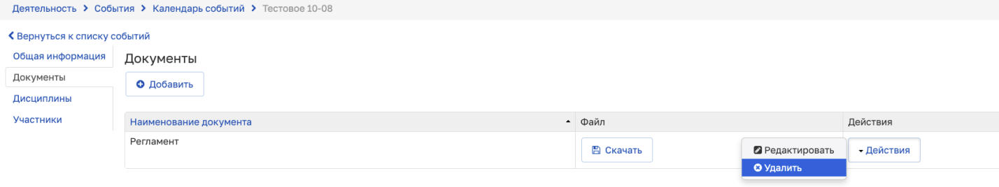 Деятельность > События > Календарь событий > Тестовое 10-08
Вернуться к списку событий
Общая информация
Документы
Дисциплины
Участники
Документы
Добавить
Наименование документа Файл Действия
Регламент Скачать Действия
Редактировать
Удалить